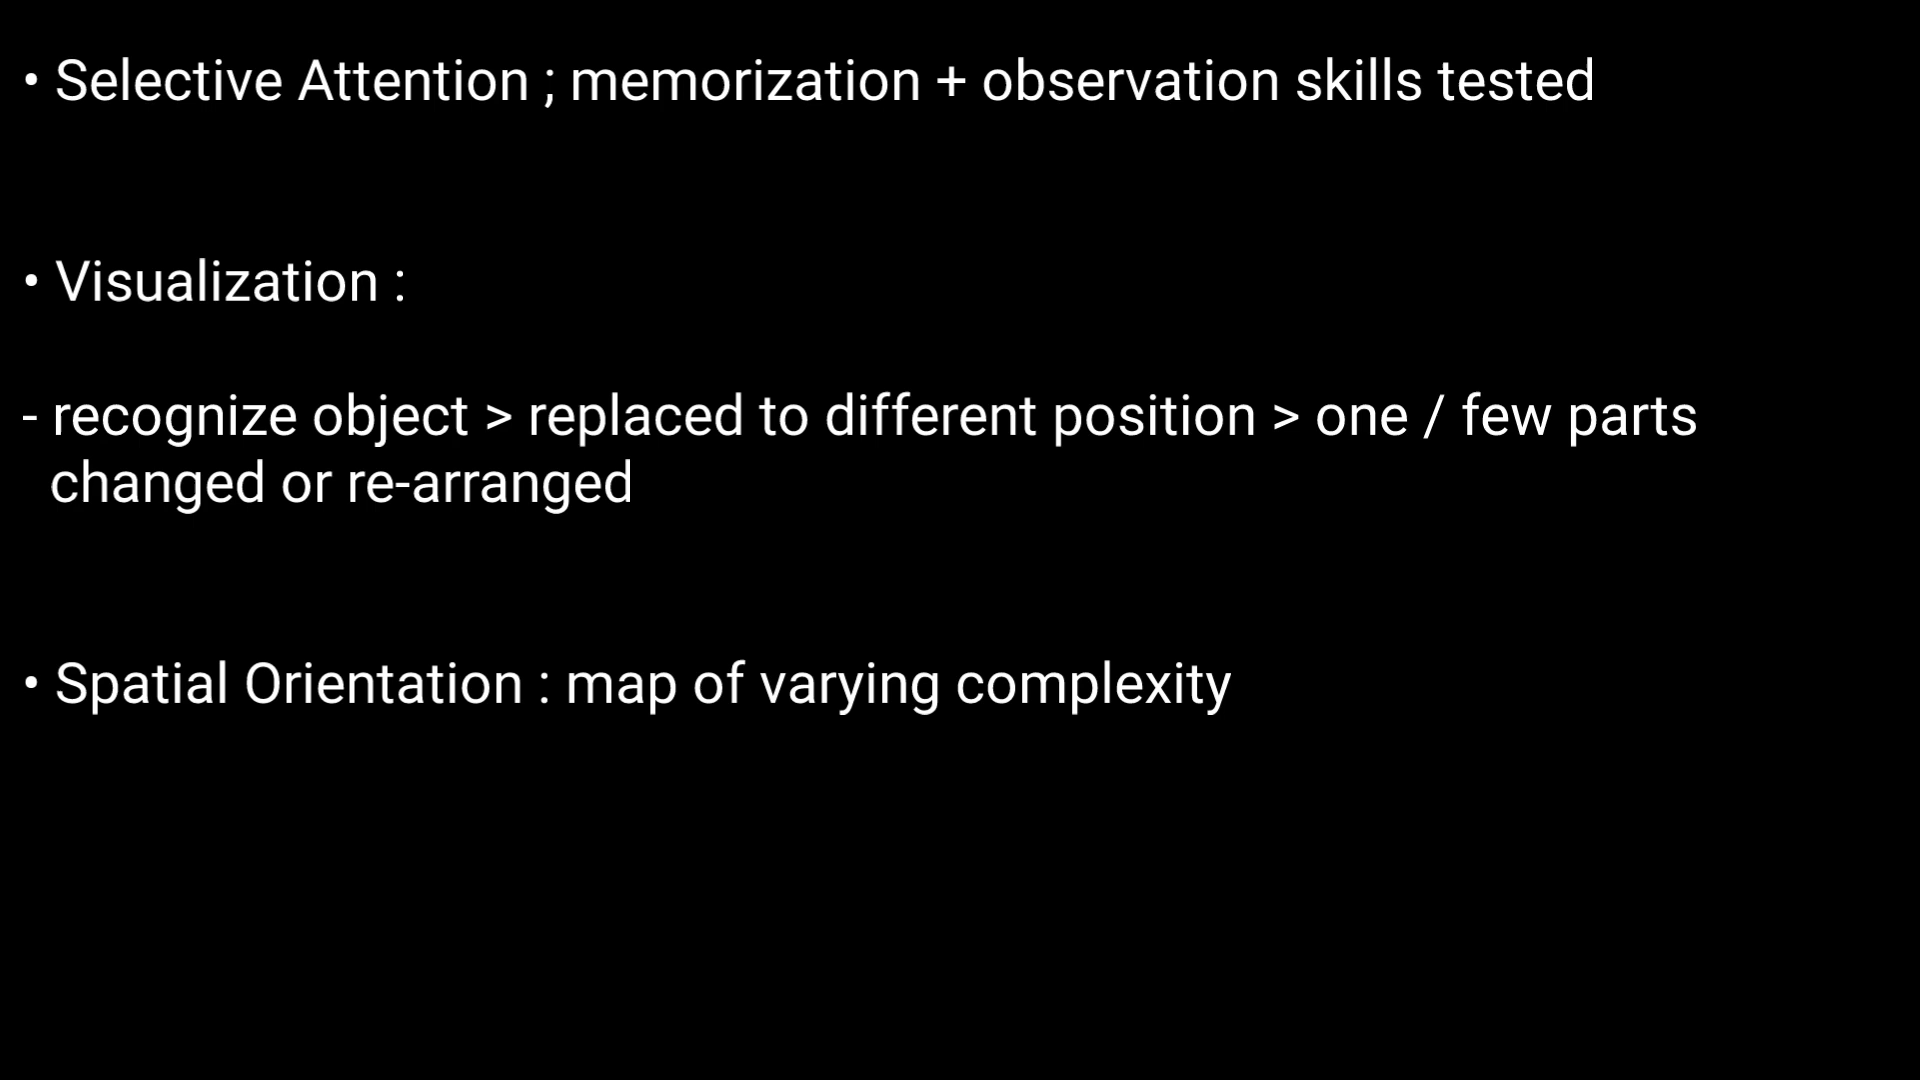 • Selective Attention ; memorization + observation skills tested
• Visualization :
- recognize object > replaced to different position > one / few parts
changed or re-arranged
• Spatial Orientation : map of varying complexity